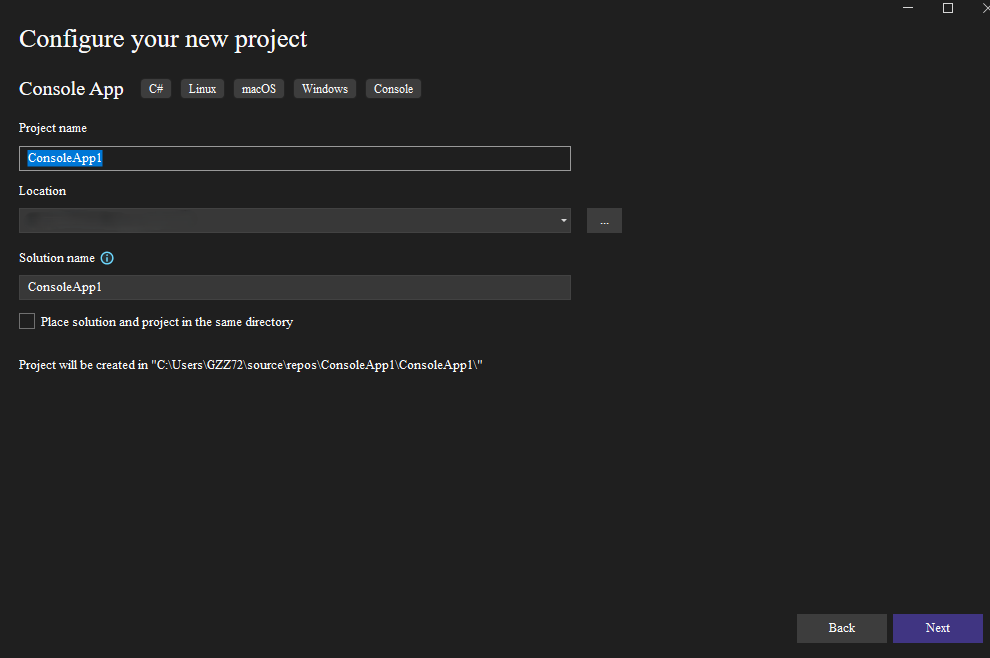 Configure your new project
Console App C# Linux macOS Windows Console
Project name
ConsoleApp1
Location
...
Solution name
ConsoleApp1
Place solution and project in the same directory
Project will be created in "C:\Users\GZZ72\source\repos\ConsoleApp1\ConsoleApp1\"
Back Next